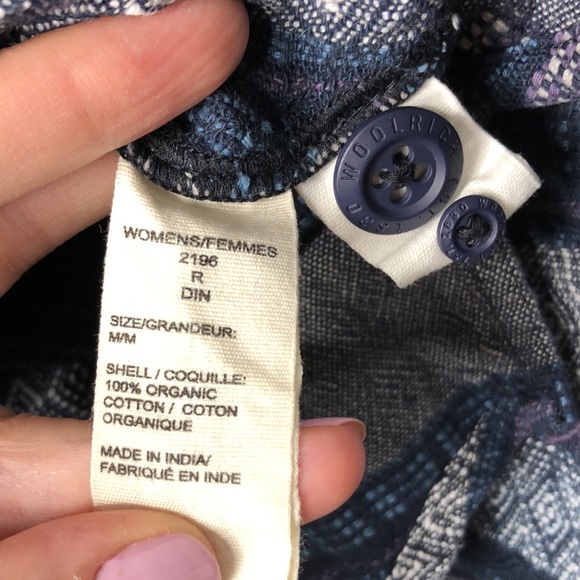 WOMENS/FEMMES
2196
R
DIN
SIZE/GRANDEUR:
M/M
SHELL / COQUILLE:
100% ORGANIC
COTTON / COTON
ORGANIQUE
MADE IN INDIA/
FABRIQUÉ EN INDE
WOOLRICH